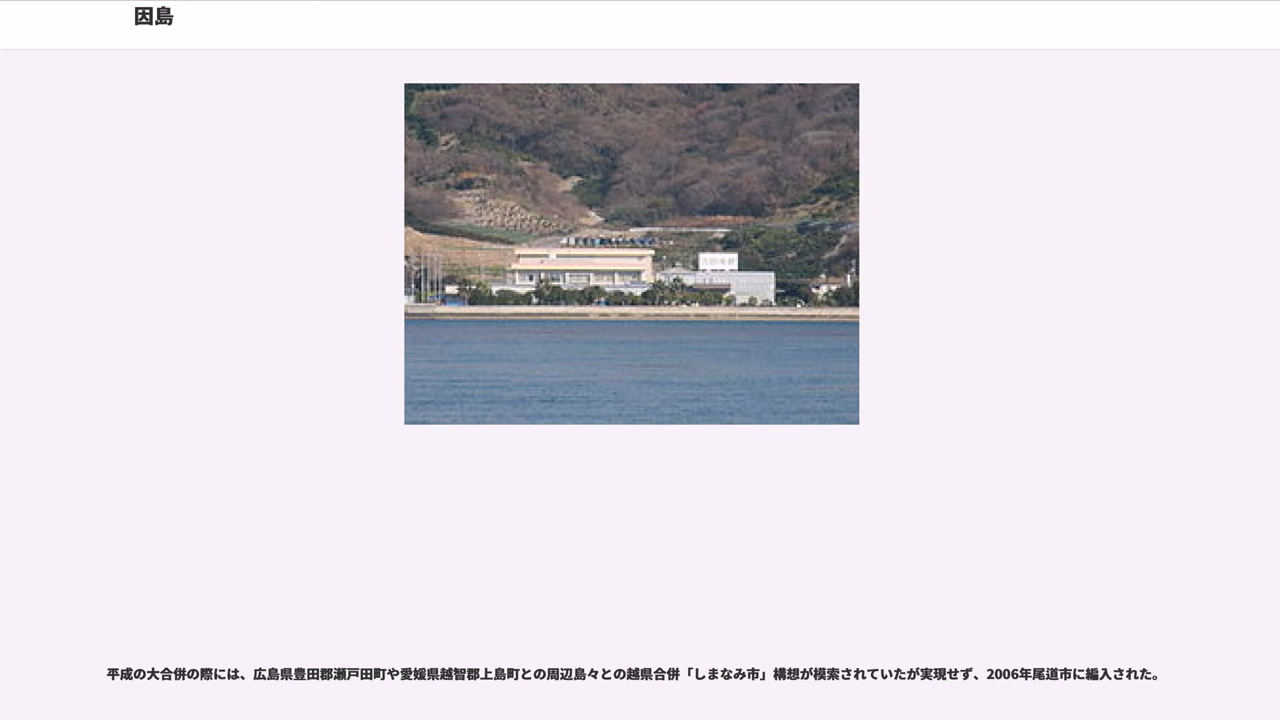 因島
平成の大合併の際には、広島県豊田郡瀬戸田町や愛媛県越智郡上島町との周辺島々との越県合併「しまなみ市」構想が模索されていたが実現せず、2006年尾道市に編入された。